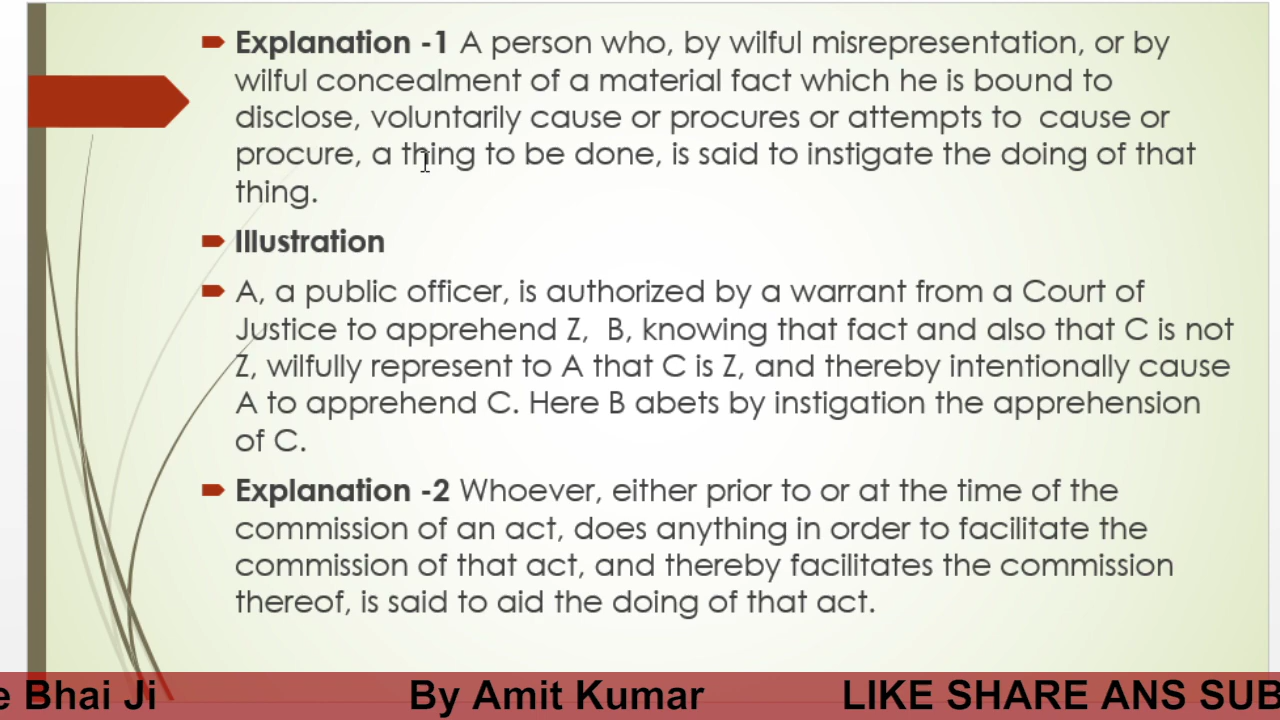 Explanation -1 A person who, by wilful misrepresentation, or by
wilful concealment of a material fact which he is bound to
disclose, voluntarily cause or procures or attempts to  cause or
procure, a thing to be done, is said to instigate the doing of that
thing.
Illustration
A, a public officer, is authorized by a warrant from a Court of
Justice to apprehend Z,  B, knowing that fact and also that C is not
Z, wilfully represent to A that C is Z, and thereby intentionally cause
A to apprehend C. Here B abets by instigation the apprehension
of C.
Explanation -2 Whoever, either prior to or at the time of the
commission of an act, does anything in order to facilitate the
commission of that act, and thereby facilitates the commission
thereof, is said to aid the doing of that act.
e Bhai Ji By Amit Kumar LIKE SHARE ANS SUB